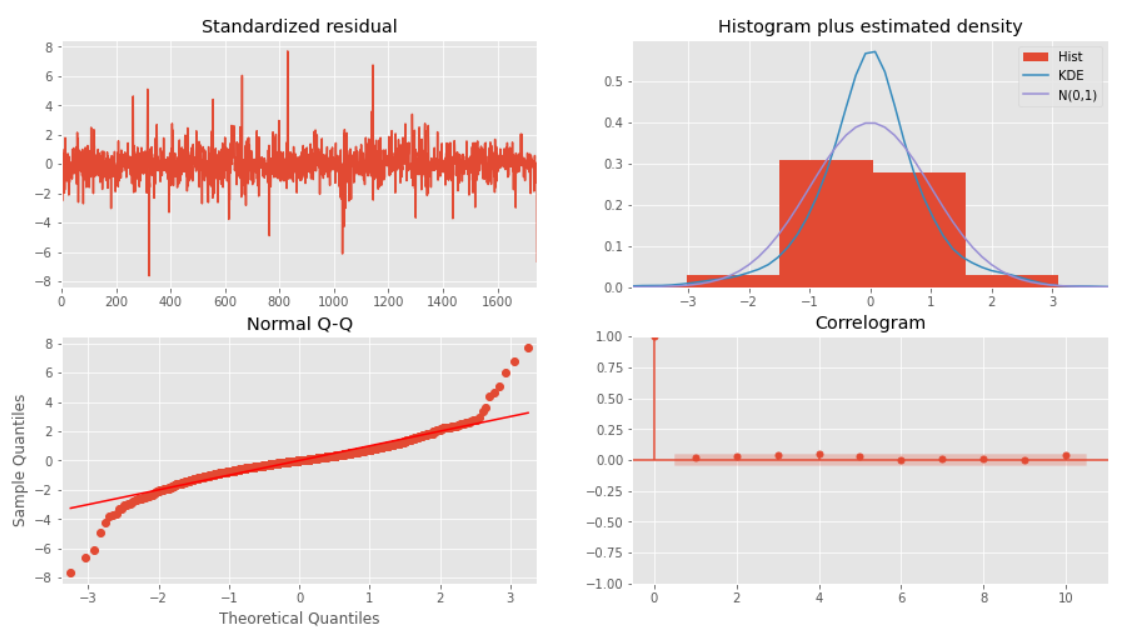 Standardized residual
8
6
4
2
0
−2
−4
−6
−8
0 200 400 600 800 1000 1200 1400 1600
Histogram plus estimated density
Hist
KDE
N(0,1)
0.5
0.4
0.3
0.2
0.1
0.0
−3 −2 −1 0 1 2 3
Normal Q-Q
Sample Quantiles
8
6
4
2
0
−2
−4
−6
−8
−3 −2 −1 0 1 2 3
Theoretical Quantiles
Correlogram
1.00
0.75
0.50
0.25
0.00
−0.25
−0.50
−0.75
−1.00
0 2 4 6 8 10